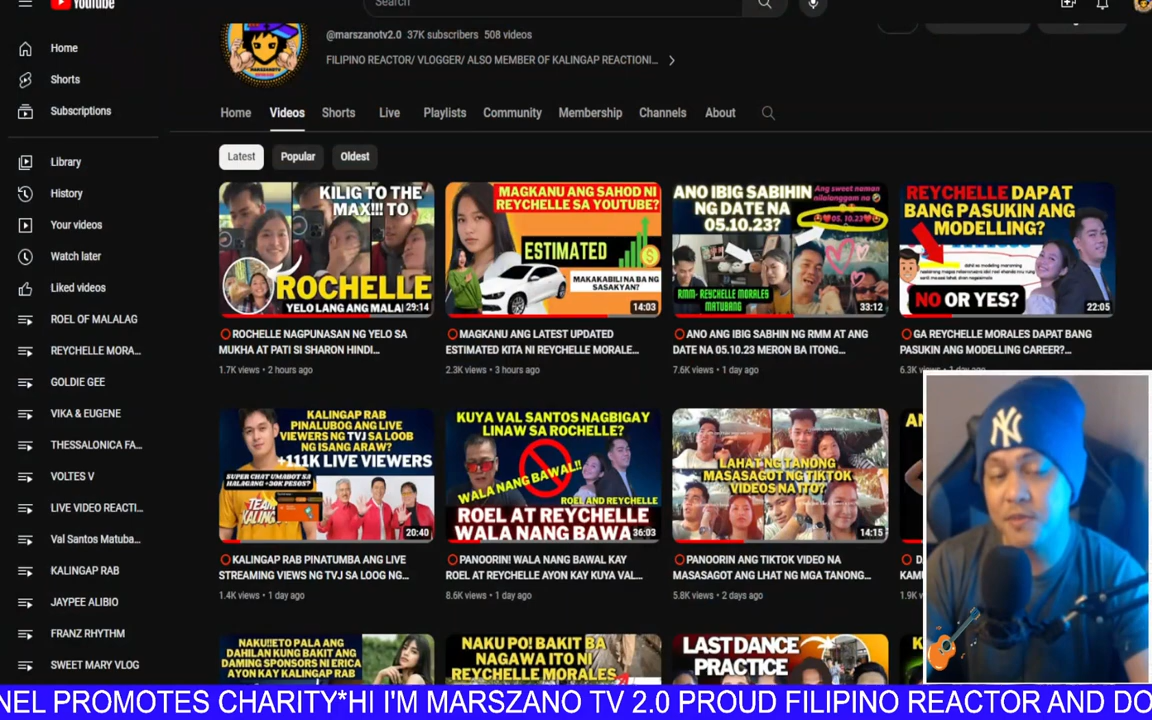 YouTube
Search
@marszanotv2.0 37K subscribers 508 videos
FILIPINO REACTOR/ VLOGGER/ ALSO MEMBER OF KALINGAP REACTIONI...
Home
Videos
Shorts
Live
Playlists
Community
Membership
Channels
About
Latest
Popular
Oldest
Home
Shorts
Subscriptions
Library
History
Your videos
Watch later
Liked videos
ROEL OF MALALAG
REYCHELLE MORA...
GOLDIE GEE
VIKA & EUGENE
THESSALONICA FA...
VOLTES V
LIVE VIDEO REACTI...
Val Santos Matuba...
KALINGAP RAB
JAYPEE ALIBIO
FRANZ RHYTHM
SWEET MARY VLOG
KILIG TO THE
MAX!!! TO
ROCHELLE
YELO LANG ANG MALA
29:14
ROCHELLE NAGPUNASAN NG YELO SA
MUKHA AT PATI SI SHARON HINDI...
1.7K views • 2 hours ago
MAGKANU ANG SAHOD NI
REYCHELLE SA YOUTUBE?
ESTIMATED
MAKAKABILI NA BA NG
SASAKYAN?
14:03
MAGKANU ANG LATEST UPDATED
ESTIMATED KITA NI REYCHELLE MORALE...
2.3K views • 3 hours ago
ANO IBIG SABIHIN
NG DATE NA
05.10.23?
Ang sweet naman
nilalanggam na
05. 10.23
RMM- REYCHELLE MORALES
MATUBANG
33:12
ANO ANG IBIG SABIHN NG RMM AT ANG
DATE NA 05.10.23 MERON BA ITONG...
7.6K views • 1 day ago
REYCHELLE DAPAT
BANG PASUKIN ANG
MODELLING?
NO OR YES?
22:05
GA REYCHELLE MORALES DAPAT BANG
PASUKIN ANG MODELLING CAREER?...
6.3K views • 1 day ago
KALINGAP RAB
PINALUBOG ANG LIVE
VIEWERS NG TVJ SA LOOB
NG ISANG ARAW?
+111K LIVE VIEWERS
SUPER CHAT UMABOT SA
HALAGANG +30K PESOS?
TEAM
KALING
20:40
KALINGAP RAB PINATUMBA ANG LIVE
STREAMING VIEWS NG TVJ SA LOOG NG...
1.4K views • 1 day ago
KUYA VAL SANTOS NAGBIGAY
LINAW SA ROCHELLE?
WALA NANG BAWAL!!
ROEL AND REYCHELLE
ROEL AT REYCHELLE
WALA NANG BAWA
36:03
PANOORIN! WALA NANG BAWAL KAY
ROEL AT REYCHELLE AYON KAY KUYA VAL...
8.6K views • 1 day ago
LAHAT NG TANONG
MASASAGOT NG TIKTOK
VIDEOS NATTO?
14:15
PANOORIN ANG TIKTOK VIDEO NA
MASASAGOT ANG LHAT NG MGA TANONG...
5.8K views • 2 days ago
KAMU
1.9K v
NAKU!!ETO PALA ANG
DAHILAN KUNG BAKIT ANG
DAMING SPONSORS NI ERICA
AYON KAY KALINGAP RAB
NAKU PO! BAKIT BA
NAGAWA ITO NI
REYCHELLE MORALES
LAST DANCE
PRACTICE
NY
NEL PROMOTES CHARITY*HI I'M MARSZANO TV 2.0 PROUD FILIPINO REACTOR AND DO